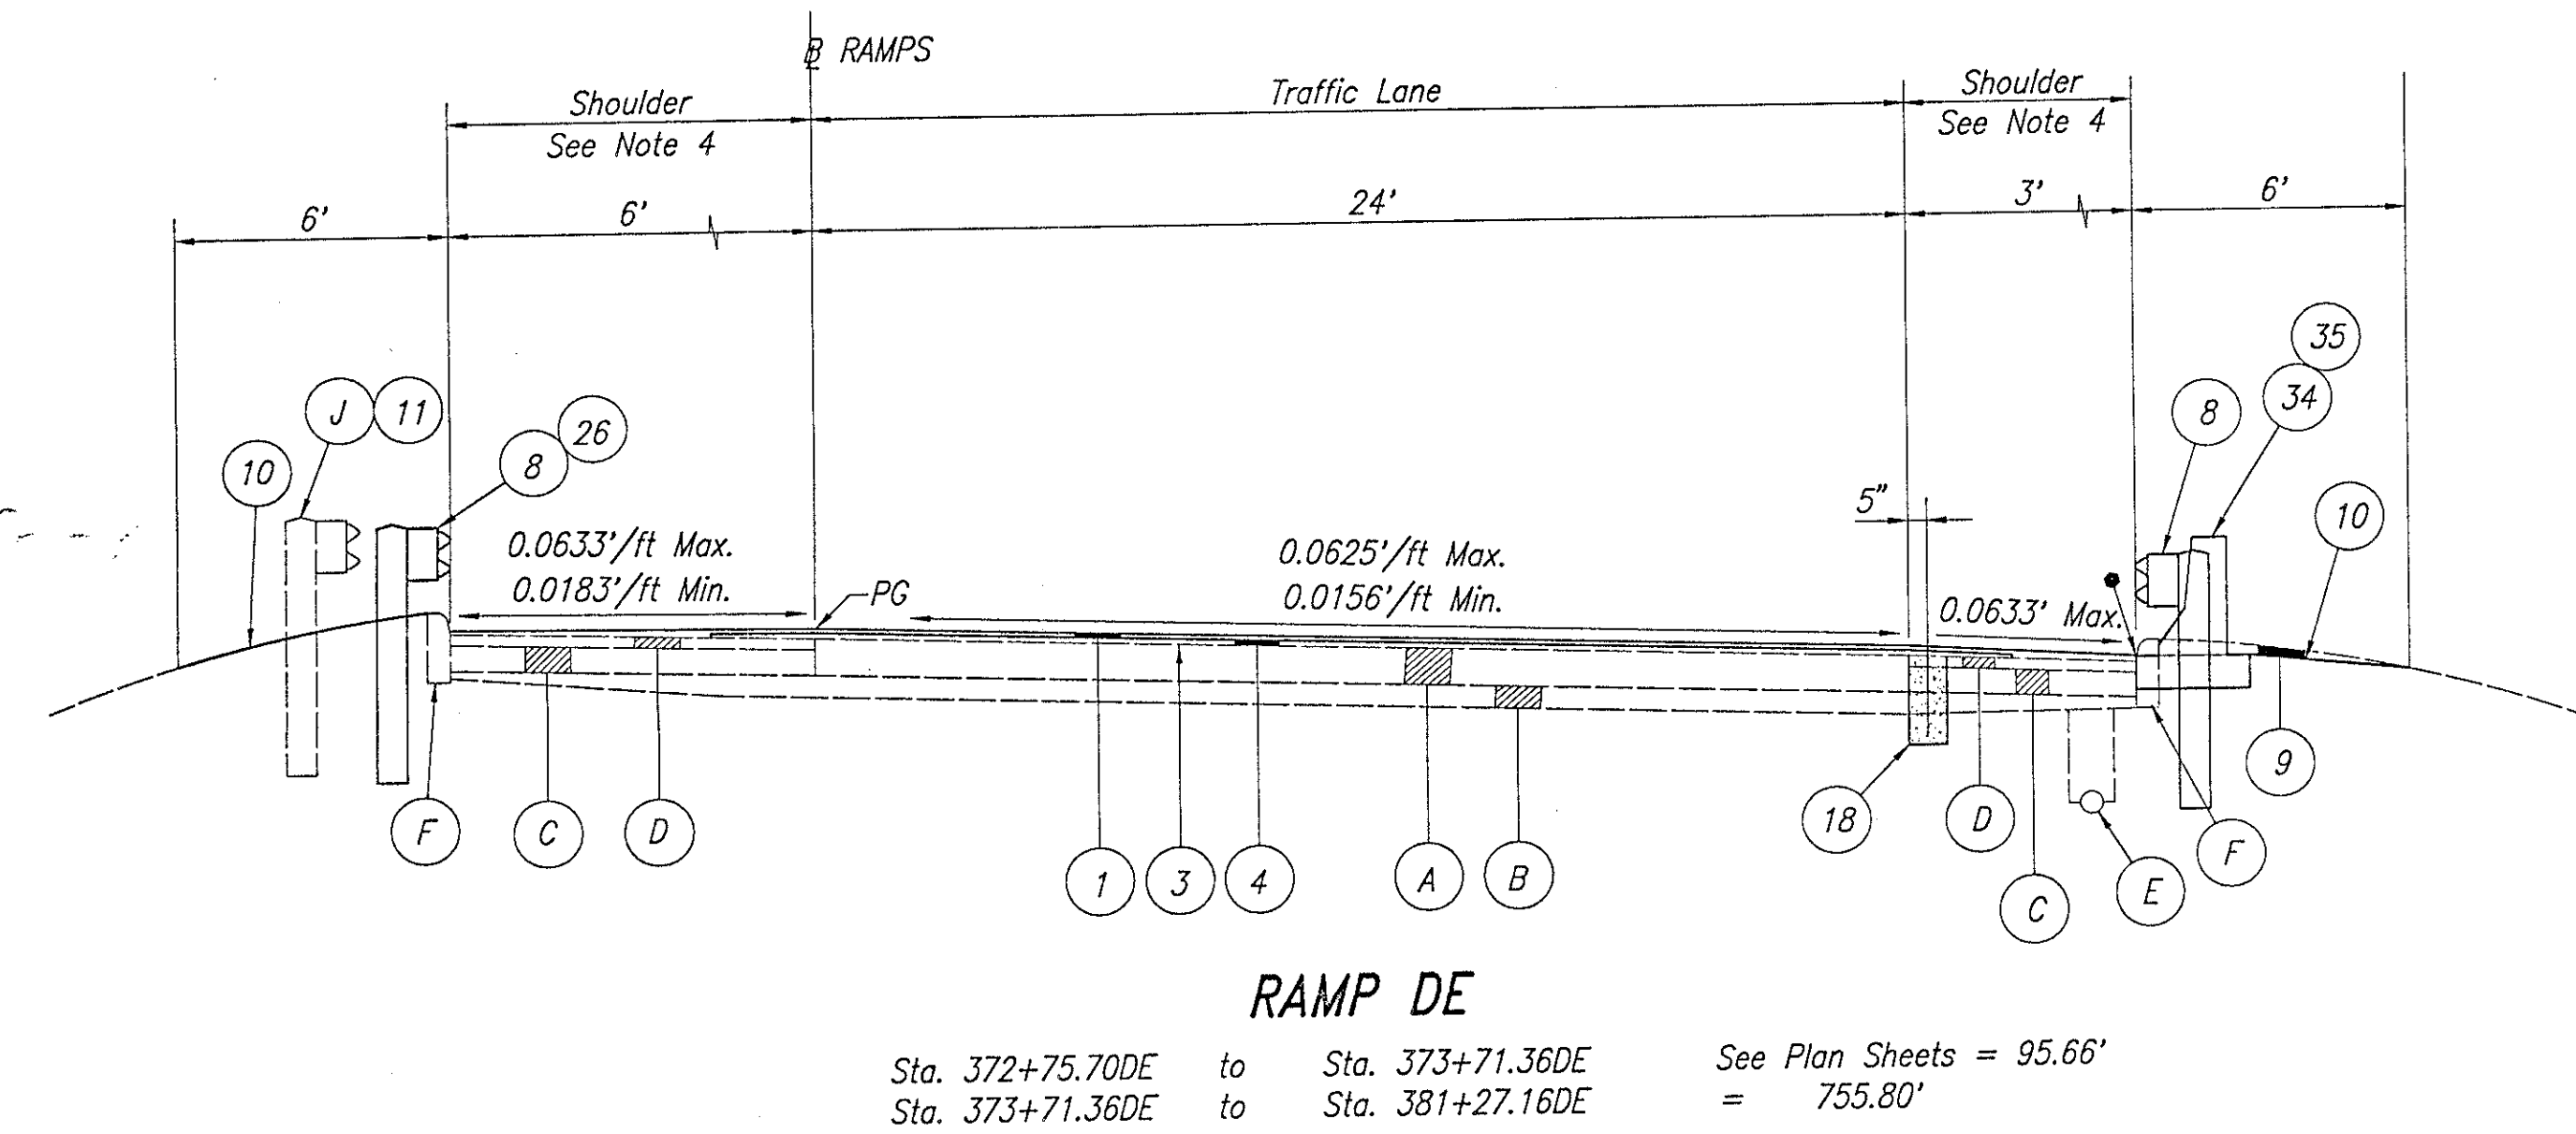 ℄ RAMPS
Shoulder
See Note 4
Traffic Lane
Shoulder
See Note 4
6'
6'
24'
3'
6'
35
34
8
J
11
26
8
10
10
5"
0.0633'/ft Max.
0.0183'/ft Min.
PG
0.0625'/ft Max.
0.0156'/ft Min.
0.0633' Max.
F
C
D
1
3
4
A
B
18
D
C
E
F
9
RAMP DE
Sta. 372+75.70DE to Sta. 373+71.36DE See Plan Sheets = 95.66'
Sta. 373+71.36DE to Sta. 381+27.16DE = 755.80'